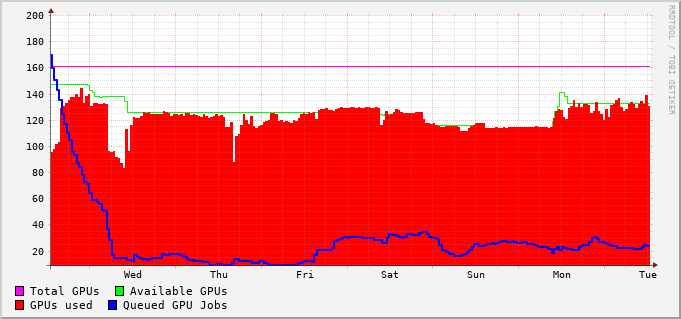 200
180
160
140
120
100
80
60
40
20
Wed Thu Fri Sat Sun Mon Tue
Total GPUs Available GPUs
GPUs used Queued GPU Jobs
RRDTOOL / TOBI OETIKER